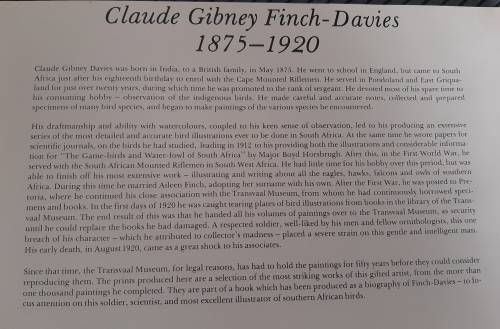 Claude Gibney Finch-Davies
1875–1920
Claude Gibney Davies was born in India, to a British family, in May 1875. He went to school in England, but came to South
Africa just after his eighteenth birthday to enrol with the Cape Mounted Riflemen. He served in Pondoland and East Griqua-
land for just over twenty years, during which time he was promoted to the rank of sergeant. He devoted most of his spare time to
his consuming hobby – observation of the indigenous birds. He made careful and accurate notes, collected and prepared
specimens of many bird species, and began to make paintings of the various species he encountered.
His draftmanship and ability with watercolours, coupled to his keen sense of observation, led to his producing an extensive
series of the most detailed and accurate bird illustrations ever to be done in South Africa. At the same time he wrote papers for
scientific journals, on the birds he had studied, leading in 1912 to his providing both the illustrations and considerable informa-
tion for "The Game-birds and Water-fowl of South Africa" by Major Boyd Horsbrugh. After this, in the First World War, he
served with the South African Mounted Riflemen in South West Africa. He had little time for his hobby over this period, but was
able to finish off his most extensive work – illustrating and writing about all the eagles, hawks, falcons and owls of southern
Africa. During this time he married Aileen Finch, adopting her surname with his own. After the First War, he was posted to Pre-
toria, where he continued his close association with the Transvaal Museum, from whom he had continuously borrowed speci-
mens and books. In the first days of 1920 he was caught tearing plates of bird illustrations from books in the library of the Trans-
vaal Museum. The end result of this was that he handed all his volumes of paintings over to the Transvaal Museum, as security
until he could replace the books he had damaged. A respected soldier, well-liked by his men and fellow ornithologists, this one
breach of his character – which he attributed to collector's madness – placed a severe strain on this gentle and intelligent man.
His early death, in August 1920, came as a great shock to his associates.
Since that time, the Transvaal Museum, for legal reasons, has had to hold the paintings for fifty years before they could consider
reproducing them. The prints produced here are a selection of the most striking works of this gifted artist, from the more than
one thousand paintings he completed. They are part of a book which has been produced as a biography of Finch-Davies – to fo-
cus attention on this soldier, scientist, and most excellent illustrator of southern African birds.